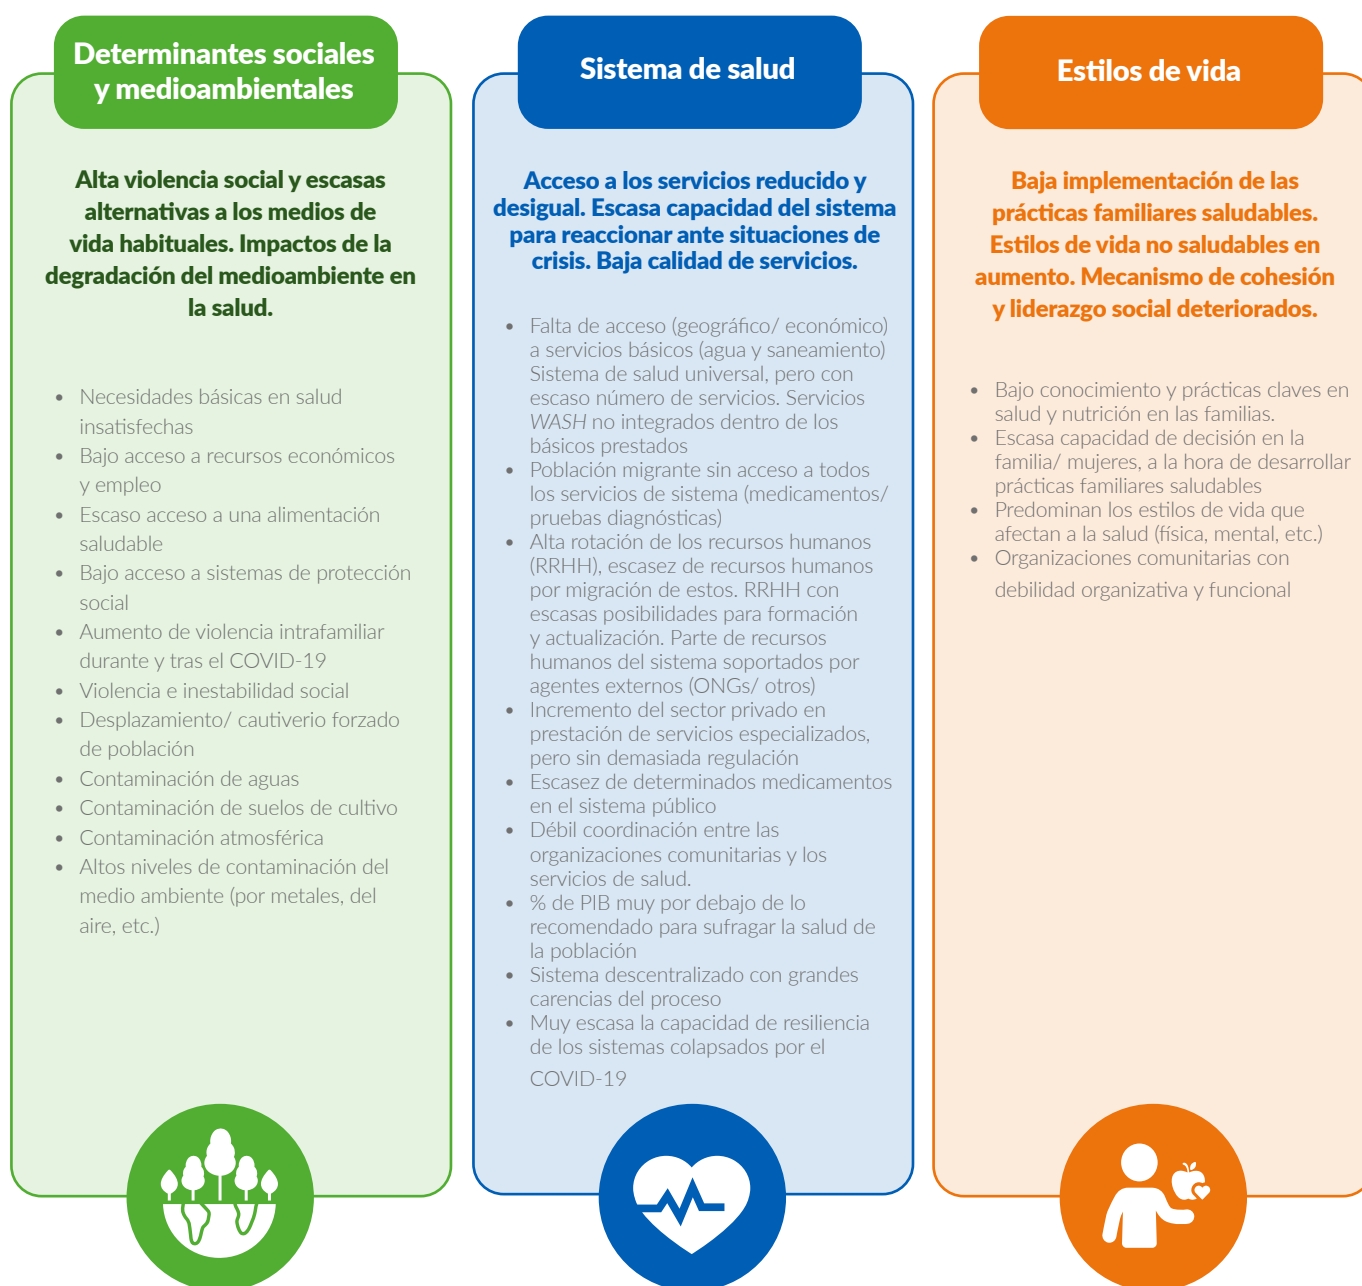 Determinantes sociales
y medioambientales
Alta violencia social y escasas
alternativas a los medios de
vida habituales. Impactos de la
degradación del medioambiente en
la salud.
• Necesidades básicas en salud
insatisfechas
• Bajo acceso a recursos económicos
y empleo
• Escaso acceso a una alimentación
saludable
• Bajo acceso a sistemas de protección
social
• Aumento de violencia intrafamiliar
durante y tras el COVID-19
• Violencia e inestabilidad social
• Desplazamiento/ cautiverio forzado
de población
• Contaminación de aguas
• Contaminación de suelos de cultivo
• Contaminación atmosférica
• Altos niveles de contaminación del
medio ambiente (por metales, del
aire, etc.)
Sistema de salud
Acceso a los servicios reducido y
desigual. Escasa capacidad del sistema
para reaccionar ante situaciones de
crisis. Baja calidad de servicios.
• Falta de acceso (geográfico/ económico)
a servicios básicos (agua y saneamiento)
Sistema de salud universal, pero con
escaso número de servicios. Servicios
WASH no integrados dentro de los
básicos prestados
• Población migrante sin acceso a todos
los servicios de sistema (medicamentos/
pruebas diagnósticas)
• Alta rotación de los recursos humanos
(RRHH), escasez de recursos humanos
por migración de estos. RRHH con
escasas posibilidades para formación
y actualización. Parte de recursos
humanos del sistema soportados por
agentes externos (ONGs/ otros)
• Incremento del sector privado en
prestación de servicios especializados,
pero sin demasiada regulación
• Escasez de determinados medicamentos
en el sistema público
• Débil coordinación entre las
organizaciones comunitarias y los
servicios de salud.
• % de PIB muy por debajo de lo
recomendado para sufragar la salud de
la población
• Sistema descentralizado con grandes
carencias del proceso
• Muy escasa la capacidad de resiliencia
de los sistemas colapsados por el
COVID-19
Estilos de vida
Baja implementación de las
prácticas familiares saludables.
Estilos de vida no saludables en
aumento. Mecanismo de cohesión
y liderazgo social deteriorados.
• Bajo conocimiento y prácticas claves en
salud y nutrición en las familias.
• Escasa capacidad de decisión en la
familia/ mujeres, a la hora de desarrollar
prácticas familiares saludables
• Predominan los estilos de vida que
afectan a la salud (física, mental, etc.)
• Organizaciones comunitarias con
debilidad organizativa y funcional